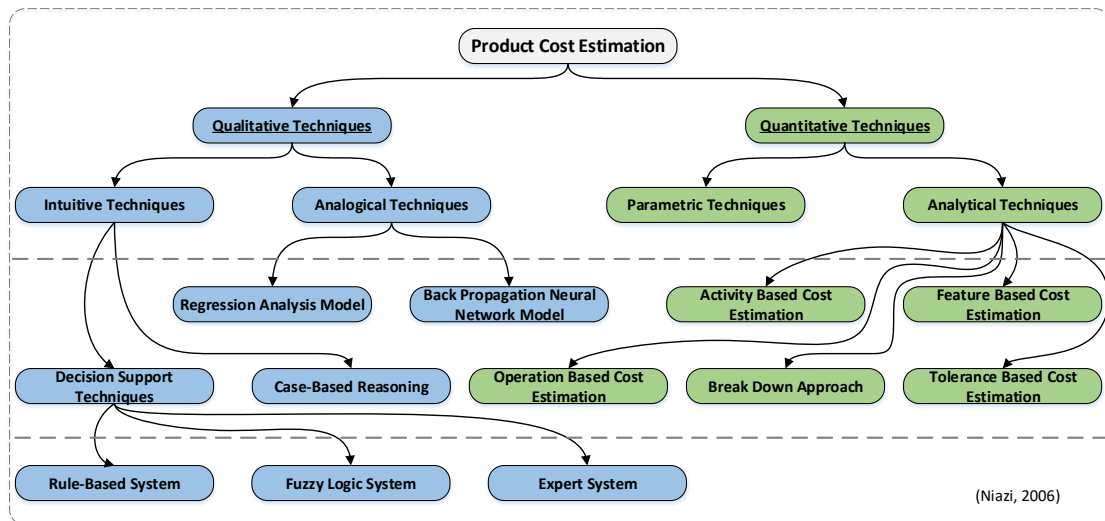 Product Cost Estimation
Qualitative Techniques
Quantitative Techniques
Intuitive Techniques
Analogical Techniques
Parametric Techniques
Analytical Techniques
Regression Analysis Model
Back Propagation Neural
Network Model
Activity Based Cost
Estimation
Feature Based Cost
Estimation
Decision Support
Techniques
Case-Based Reasoning
Operation Based Cost
Estimation
Break Down Approach
Tolerance Based Cost
Estimation
Rule-Based System
Fuzzy Logic System
Expert System
(Niazi, 2006)